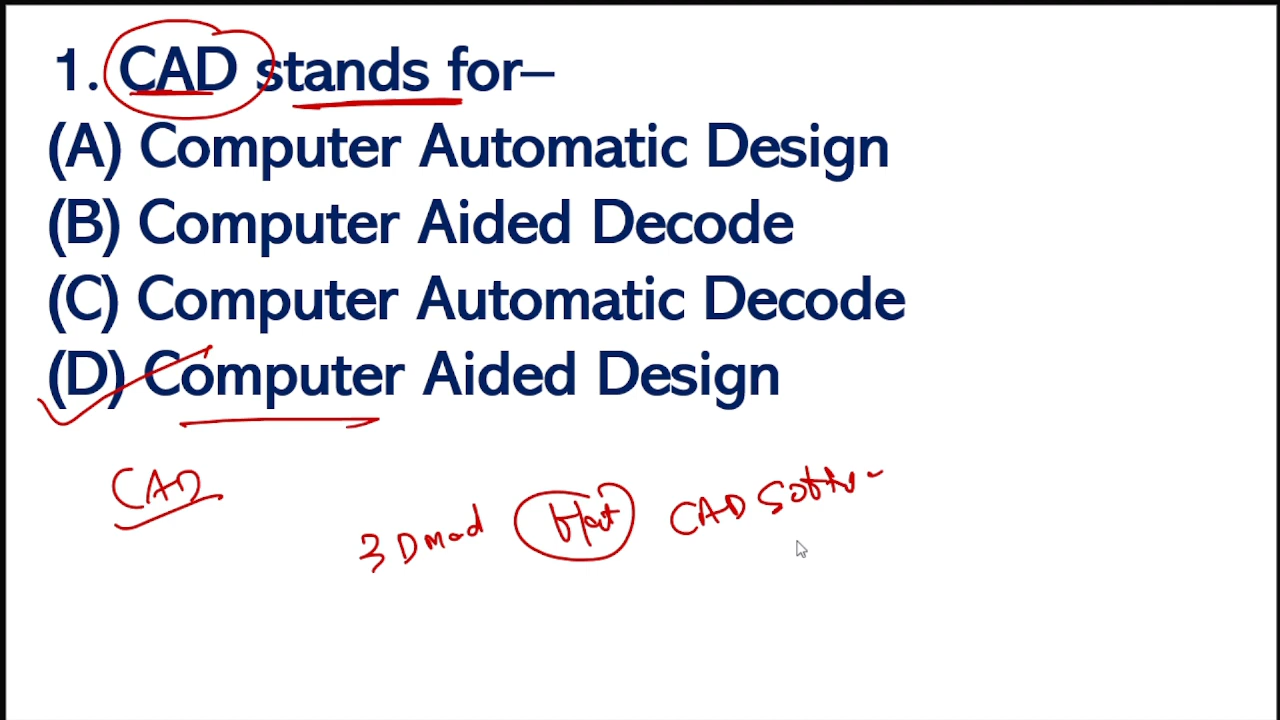 1. CAD stands for–
(A) Computer Automatic Design
(B) Computer Aided Decode
(C) Computer Automatic Decode
(D) Computer Aided Design
CAD
3D mod CAD